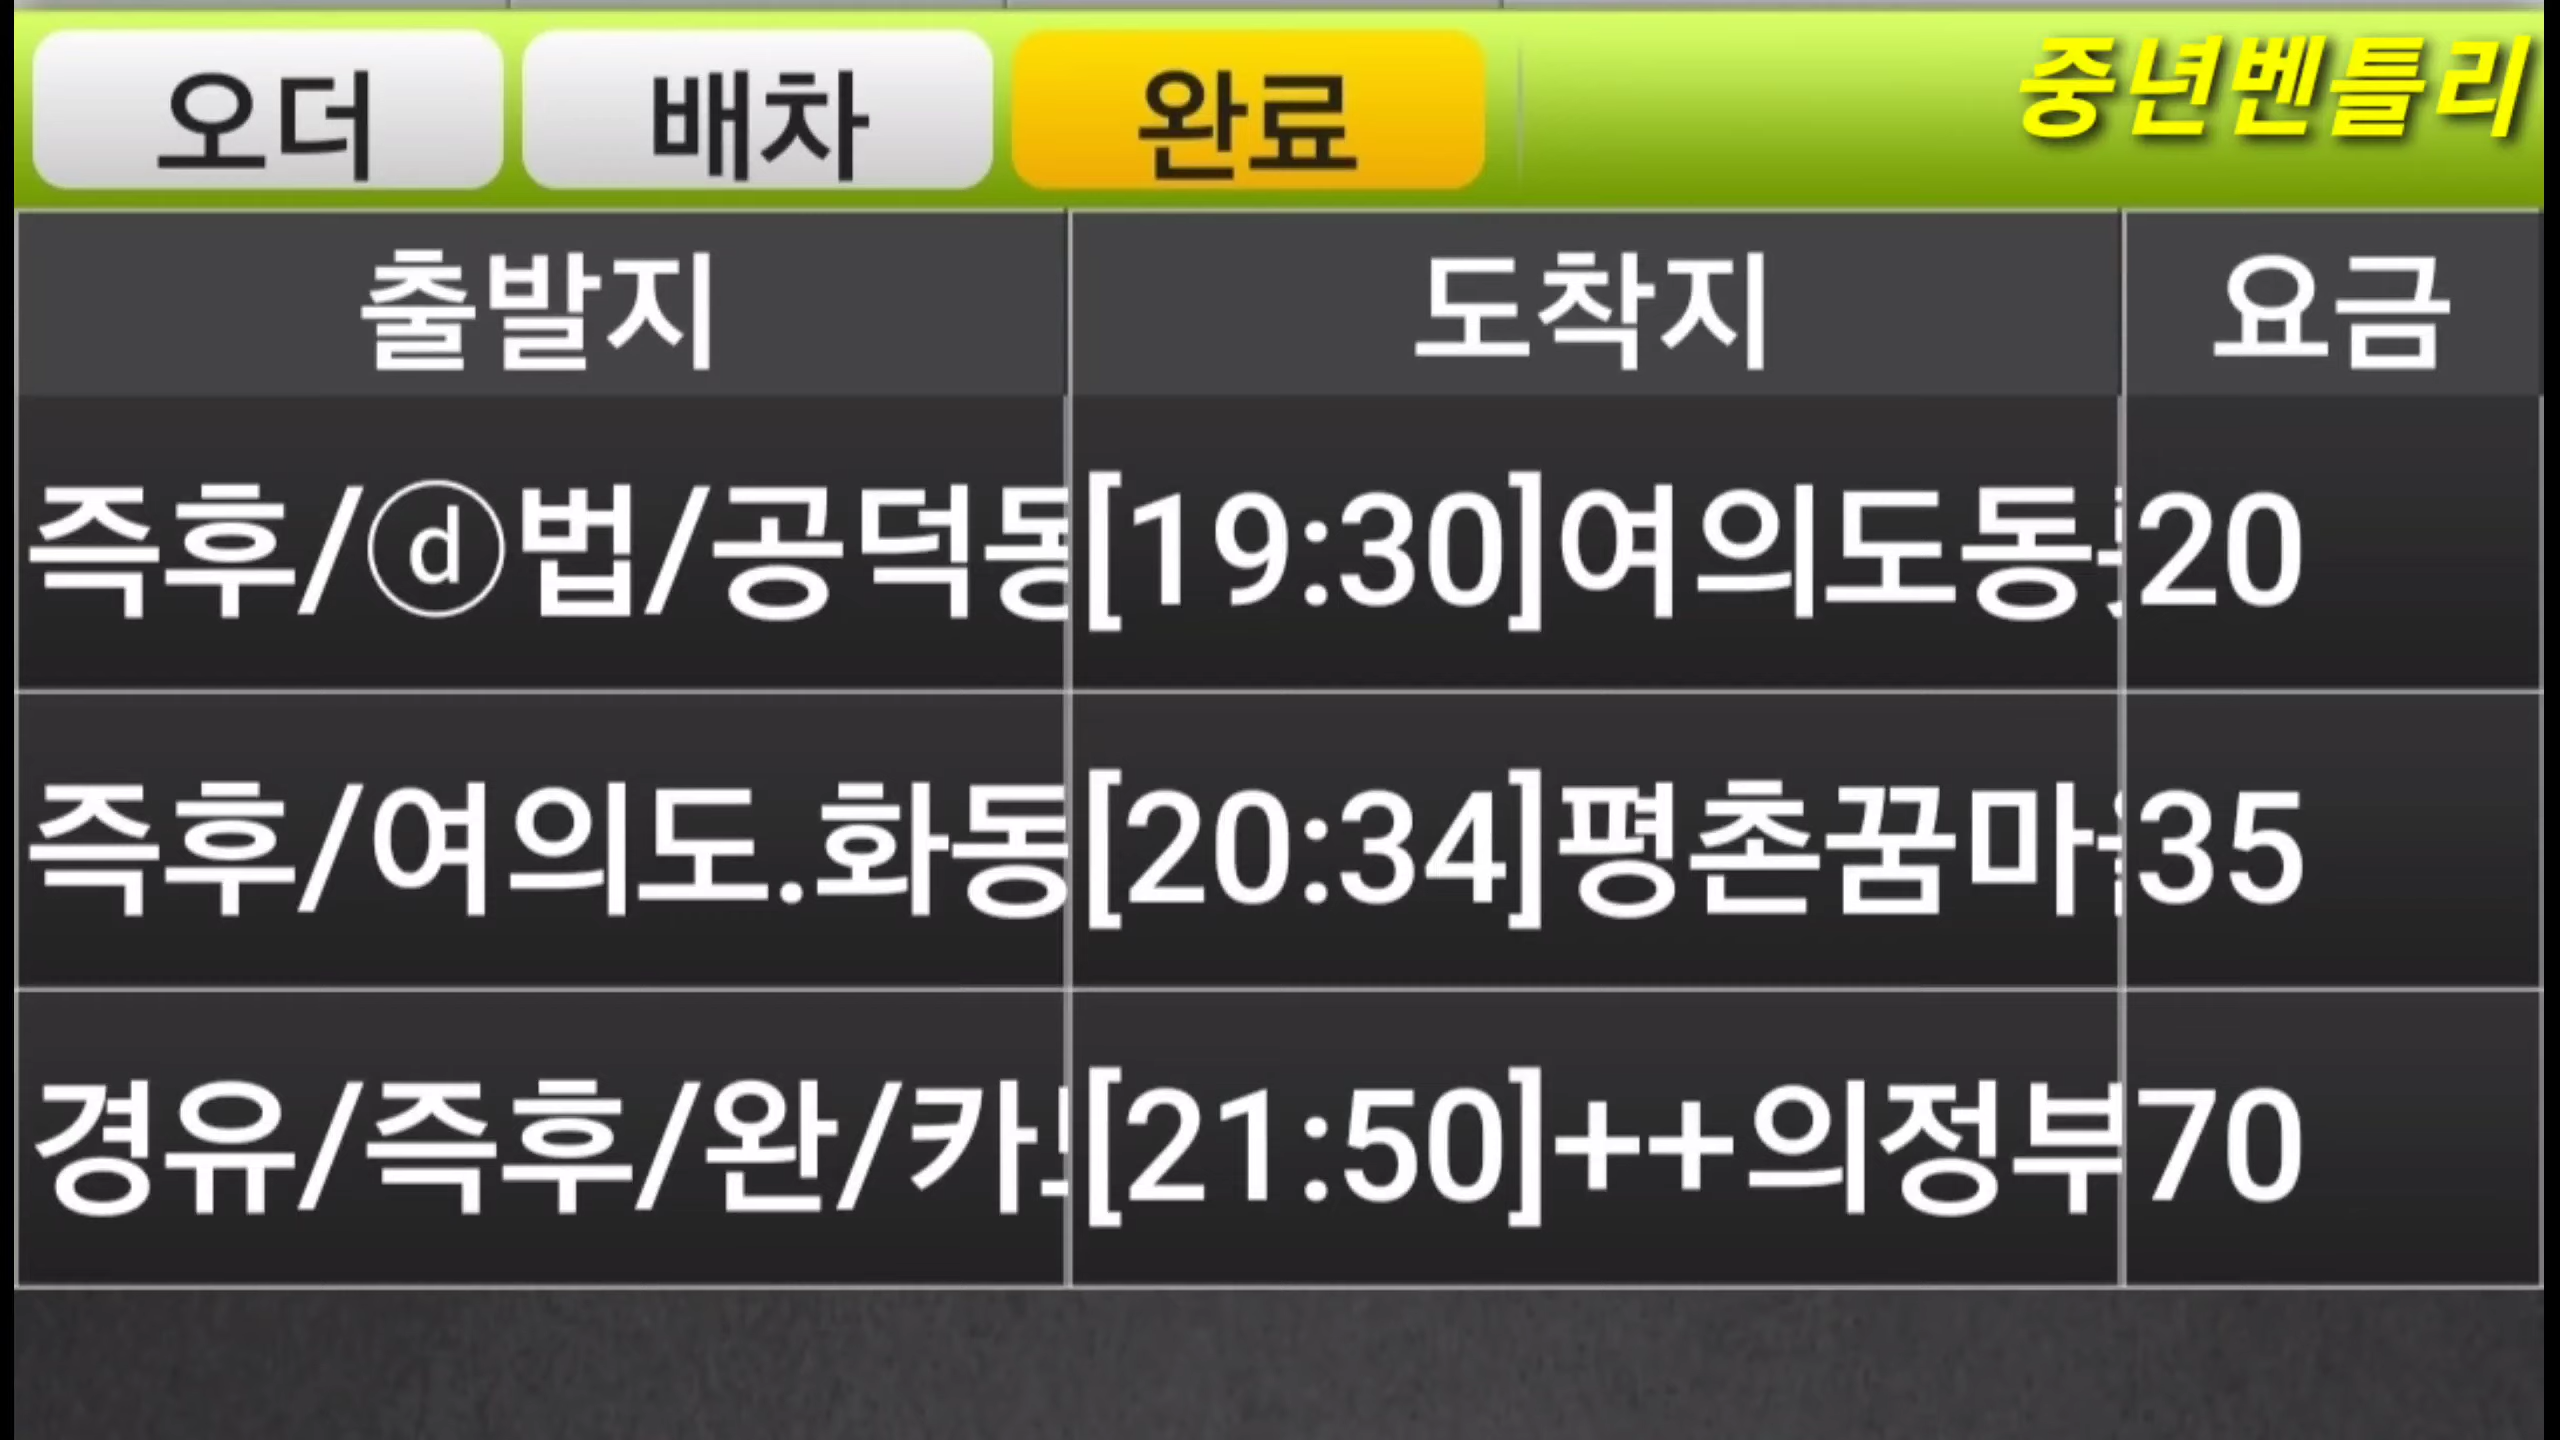 오더 배차 완료 중년벤틀리
출발지 도착지 요금
즉후/ⓓ법/공덕동 [19:30]여의도동 20
즉후/여의도.화동 [20:34]평촌꿈마을 35
경유/즉후/완/카 [21:50]++의정부 70